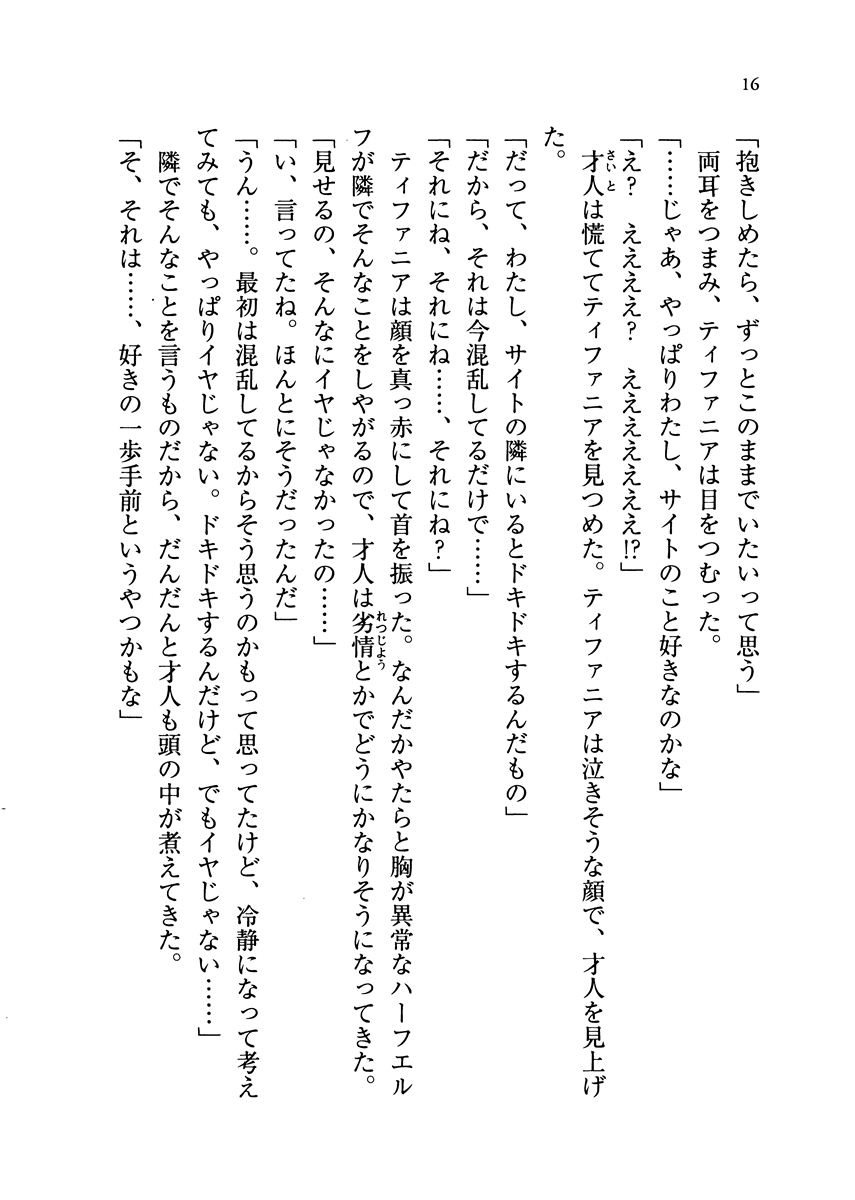 16
「抱きしめたら、ずっとこのままでいたいって思う」
両耳をつまみ、ティファニアは目をつむった。
「……じゃあ、やっぱりわたし、サイトのこと好きなのかな」
「え?　ええええ?　えええええええ!?」
才人は慌ててティファニアを見つめた。ティファニアは泣きそうな顔で、才人を見上げ
た。
「だって、わたし、サイトの隣にいるとドキドキするんだもの」
「だから、それは今混乱してるだけで……」
「それにね、それにね……、それにね?」
ティファニアは顔を真っ赤にして首を振った。なんだかやたらと胸が異常なハーフエル
フが隣でそんなことをしやがるので、才人は劣情とかでどうにかなりそうになってきた。
「見せるの、そんなにイヤじゃなかったの……」
「い、言ってたね。ほんとにそうだったんだ」
「うん……。最初は混乱してるからそう思うのかもって思ってたけど、冷静になって考え
てみても、やっぱりイヤじゃない。ドキドキするんだけど、でもイヤじゃない……」
隣でそんなことを言うものだから、だんだんと才人も頭の中が煮えてきた。
「そ、それは……、好きの一歩手前というやつかもな」